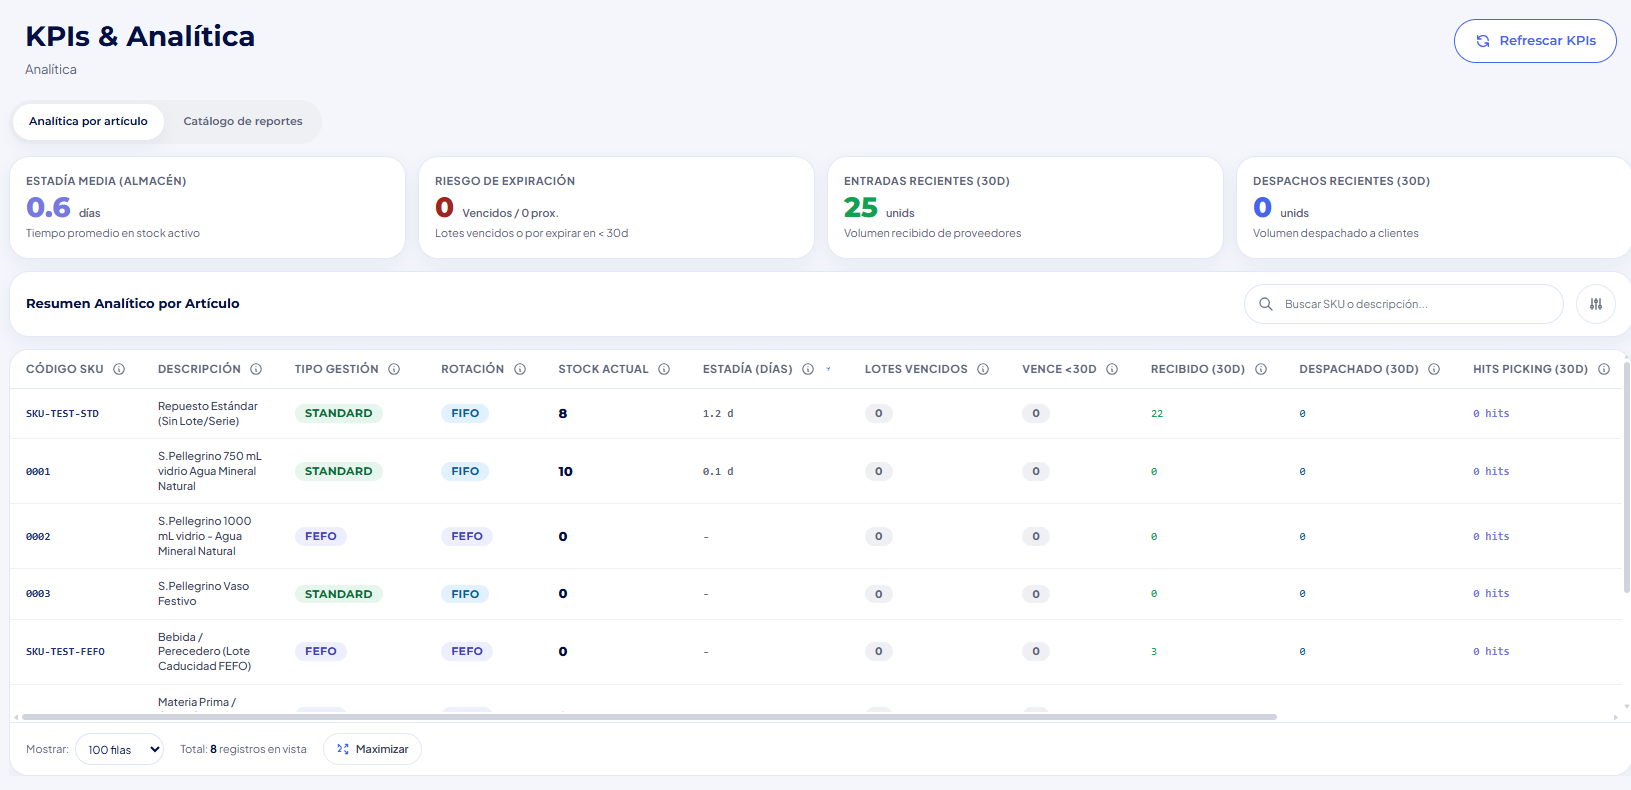 KPIs & Analítica
Refrescar KPIs
Analítica
Analítica por artículo
Catálogo de reportes
ESTADÍA MEDIA (ALMACÉN)
0.6 días
Tiempo promedio en stock activo
RIESGO DE EXPIRACIÓN
0 Vencidos / 0 prox.
Lotes vencidos o por expirar en < 30d
ENTRADAS RECIENTES (30D)
25 unids
Volumen recibido de proveedores
DESPACHOS RECIENTES (30D)
0 unids
Volumen despachado a clientes
Resumen Analítico por Artículo
Buscar SKU o descripción...
CÓDIGO SKU DESCRIPCIÓN TIPO GESTIÓN ROTACIÓN STOCK ACTUAL ESTADÍA (DÍAS) LOTES VENCIDOS VENCE <30D RECIBIDO (30D) DESPACHADO (30D) HITS PICKING (30D)
Repuesto Estándar
SKU-TEST-STD STANDARD FIFO 8 1.2 d 0 0 22 0 0 hits
(Sin Lote/Serie)
S.Pellegrino 750 mL
0001 vidrio Agua Mineral STANDARD FIFO 10 0.1 d 0 0 0 0 0 hits
Natural
S.Pellegrino 1000
0002 mL vidrio - Agua FEFO FEFO 0 - 0 0 0 0 0 hits
Mineral Natural
S.Pellegrino Vaso
0003 STANDARD FIFO 0 - 0 0 0 0 0 hits
Festivo
Bebida /
SKU-TEST-FEFO Perecedero (Lote FEFO FEFO 0 - 0 0 3 0 0 hits
Caducidad FEFO)
Materia Prima /
Mostrar: 100 filas Total: 8 registros en vista Maximizar